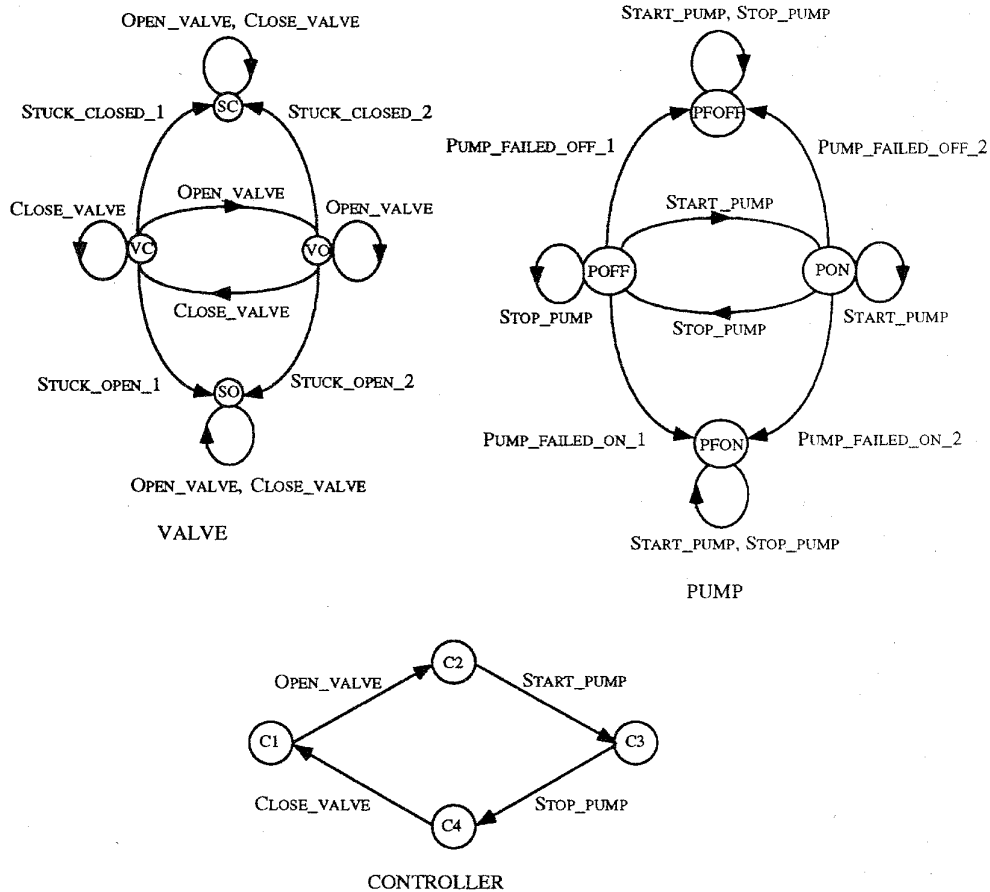 OPEN_VALVE, CLOSE_VALVE
SC
STUCK_CLOSED_1
STUCK_CLOSED_2
OPEN_VALVE
CLOSE_VALVE
OPEN_VALVE
VC
VO
CLOSE_VALVE
STUCK_OPEN_1
STUCK_OPEN_2
SO
OPEN_VALVE, CLOSE_VALVE
VALVE
START_PUMP, STOP_PUMP
PFOFF
PUMP_FAILED_OFF_1
PUMP_FAILED_OFF_2
START_PUMP
POFF
PON
STOP_PUMP
STOP_PUMP
START_PUMP
PUMP_FAILED_ON_1
PUMP_FAILED_ON_2
PFON
START_PUMP, STOP_PUMP
PUMP
C2
OPEN_VALVE
START_PUMP
C1
C3
CLOSE_VALVE
STOP_PUMP
C4
CONTROLLER